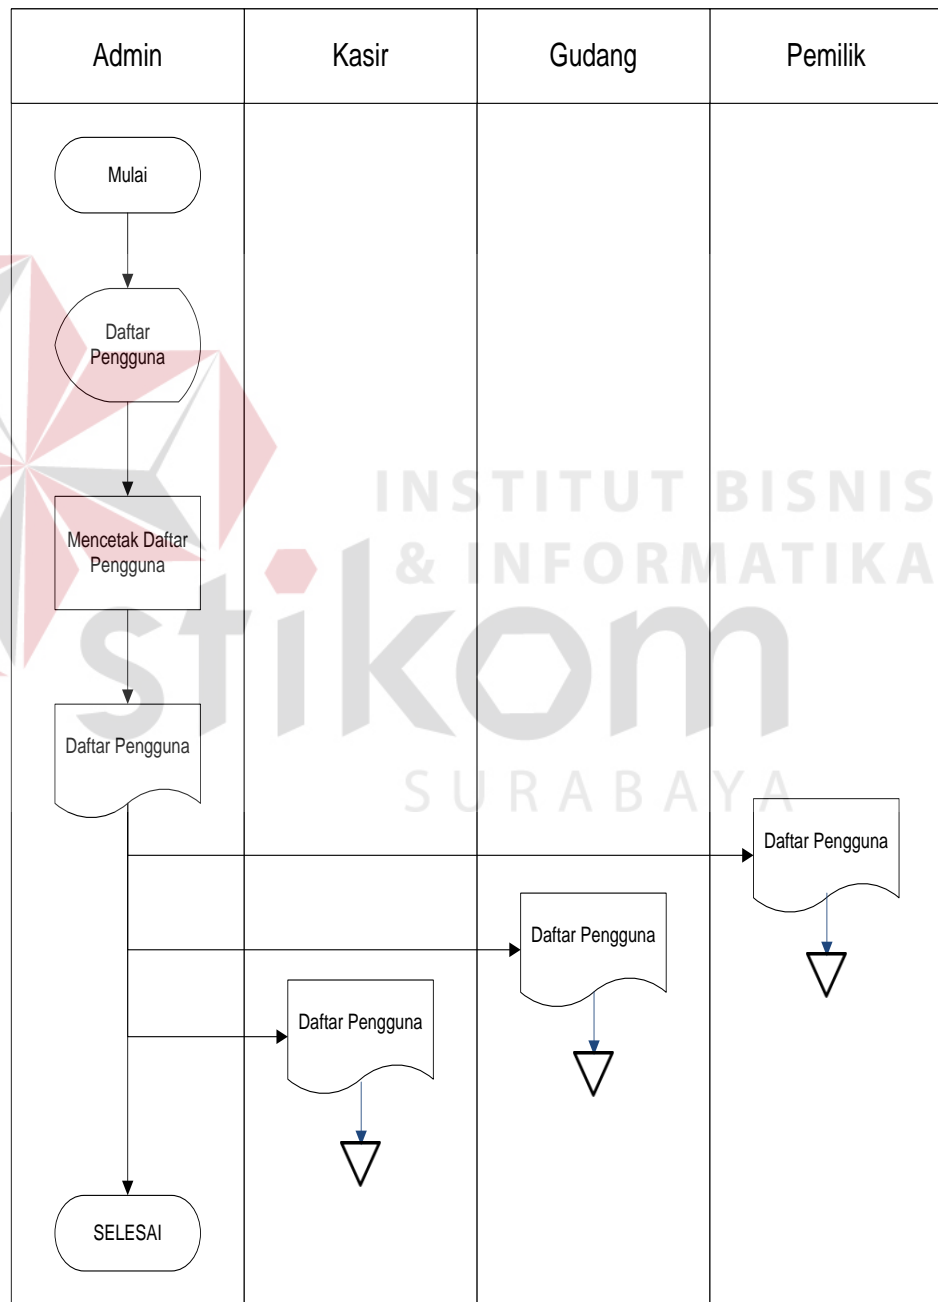 Admin
Kasir
Gudang
Pemilik
Mulai
Daftar
Pengguna
Mencetak Daftar
Pengguna
Daftar Pengguna
Daftar Pengguna
Daftar Pengguna
Daftar Pengguna
SELESAI
INSTITUT BISNIS
& INFORMATIKA
stikom
SURABAYA